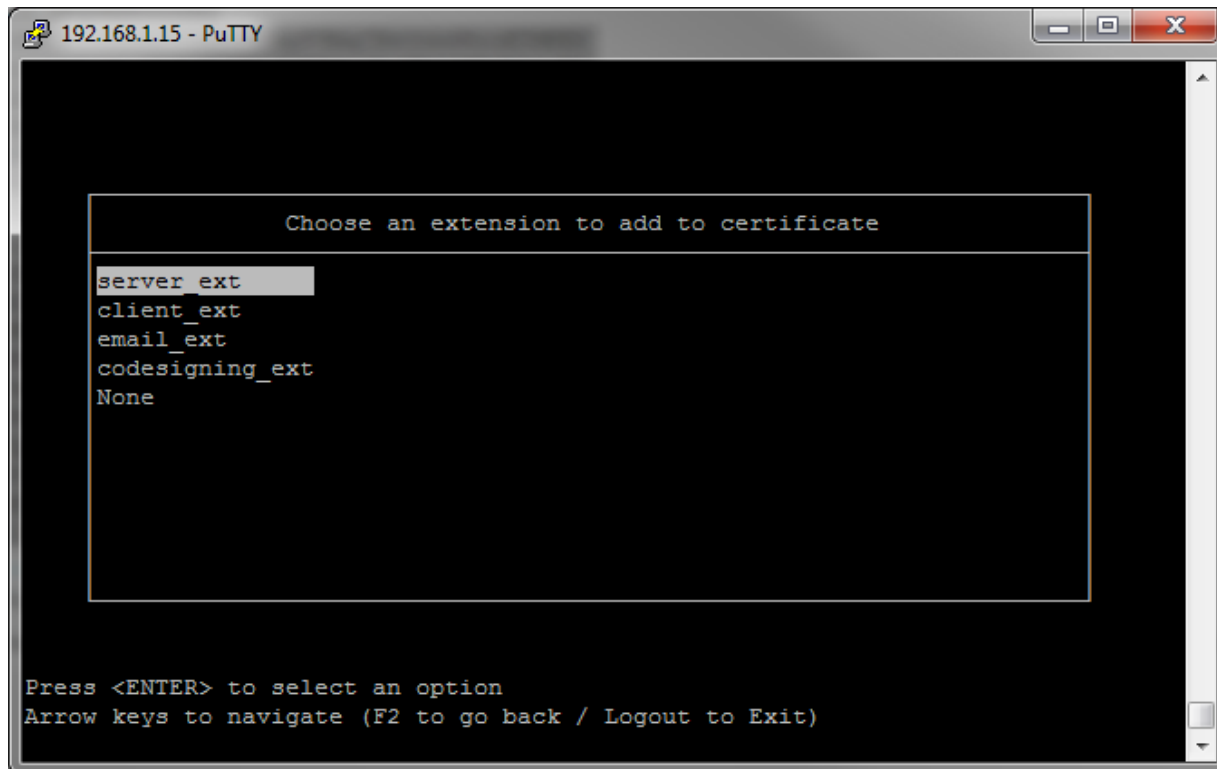 192.168.1.15 - PuTTY
Choose an extension to add to certificate
server_ext
client_ext
email_ext
codesigning_ext
None
Press <ENTER> to select an option
Arrow keys to navigate (F2 to go back / Logout to Exit)